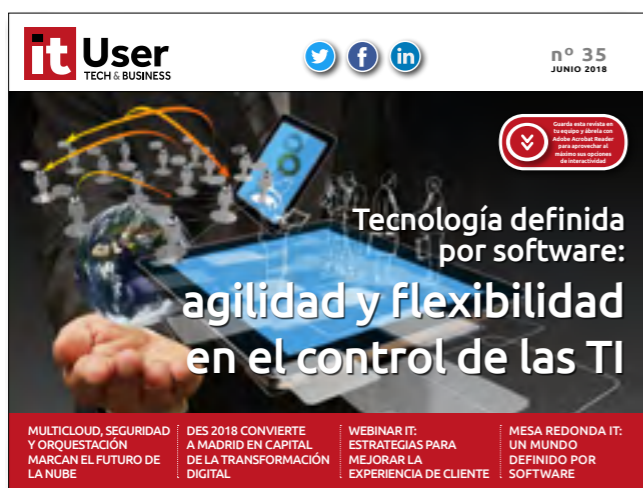 it User
TECH & BUSINESS
nº 35
JUNIO 2018
Guarda esta revista en
tu equipo y ábrela con
Adobe Acrobat Reader
para aprovechar al
máximo sus opciones
de interactividad
Tecnología definida
por software:
agilidad y flexibilidad
en el control de las TI
MULTICLOUD, SEGURIDAD
Y ORQUESTACIÓN
MARCAN EL FUTURO DE
LA NUBE
DES 2018 CONVIERTE
A MADRID EN CAPITAL
DE LA TRANSFORMACIÓN
DIGITAL
WEBINAR IT:
ESTRATEGIAS PARA
MEJORAR LA
EXPERIENCIA DE CLIENTE
MESA REDONDA IT:
UN MUNDO
DEFINIDO POR
SOFTWARE